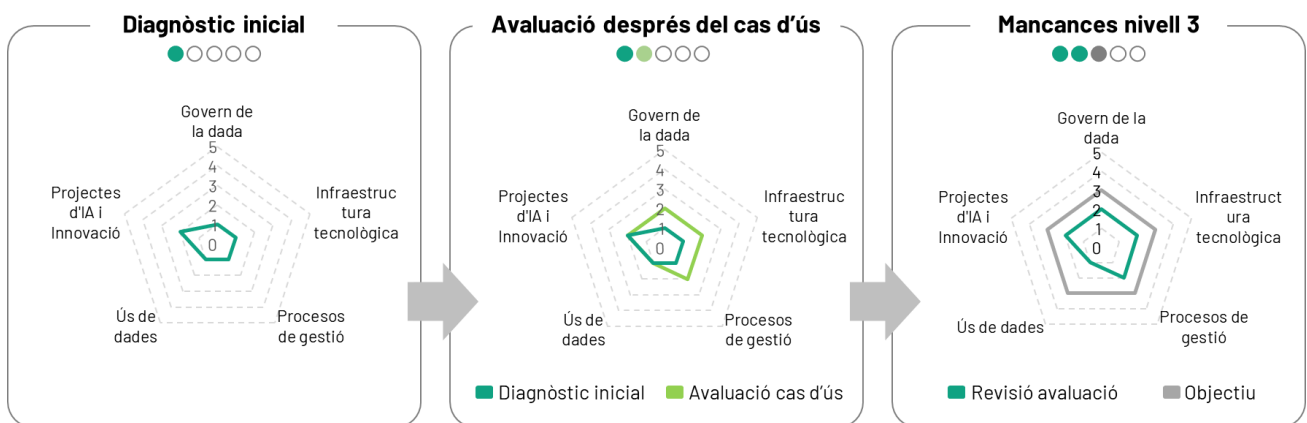 Diagnòstic inicial
Govern de
la dada
5
4
3
2
1
0
Infraestruc
tura
tecnològica
Procesos
de gestió
Ús de
dades
Projectes
d'IA i
Innovació
Avaluació després del cas d'ús
Govern de
la dada
5
4
3
2
1
0
Infraestruc
tura
tecnològica
Procesos
de gestió
Ús de
dades
Projectes
d'IA i
Innovació
Diagnòstic inicial
Avaluació cas d'ús
Mancances nivell 3
Govern de la
dada
5
4
3
2
1
0
Infraestruct
ura
tecnològica
Procesos de
gestió
Ús de dades
Projectes
d'IA i
Innovació
Revisió avaluació
Objectiu